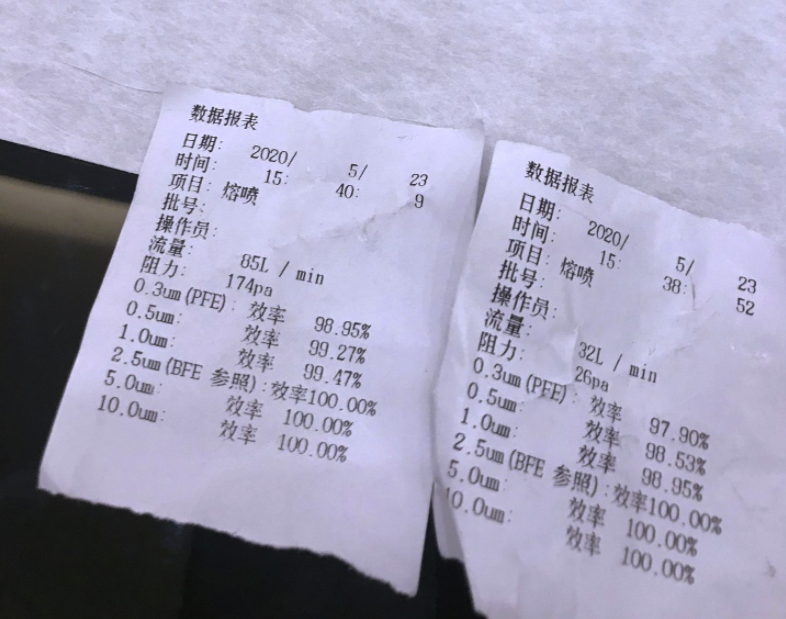 数据报表
日期: 2020/ 5/ 23
时间: 15: 40: 9
项目: 熔喷
批号:
操作员:
流量: 85L / min
阻力: 174pa
0.3um(PFE): 效率 98.95%
0.5um: 效率 99.27%
1.0um: 效率 99.47%
2.5um(BFE 参照):效率100.00%
5.0um: 效率 100.00%
10.0um: 效率 100.00%
数据报表
日期: 2020/ 5/ 23
时间: 15: 38: 52
项目: 熔喷
批号:
操作员:
流量: 32L / min
阻力: 26pa
0.3um(PFE): 效率 97.90%
0.5um: 效率 98.53%
1.0um: 效率 98.95%
2.5um(BFE 参照):效率100.00%
5.0um: 效率 100.00%
10.0um: 效率 100.00%